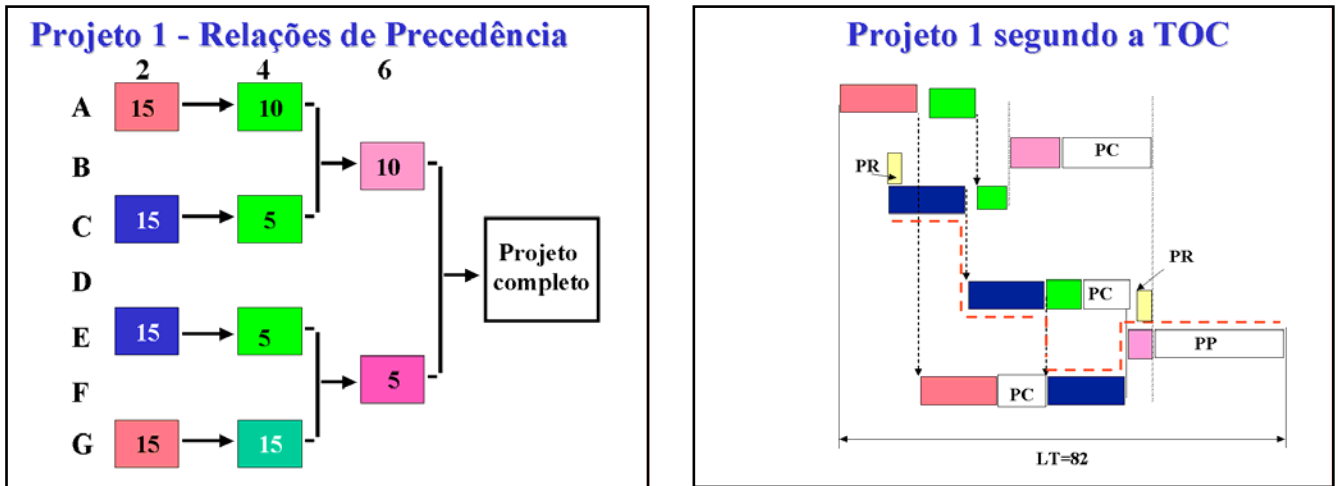 Projeto 1 - Relações de Precedência
2 4 6
A 15 10
B 10
C 15 5
D
Projeto
completo
E 15 5
F 5
G 15 15
Projeto 1 segundo a TOC
PC
PR
PR
PC
PP
PC
LT=82